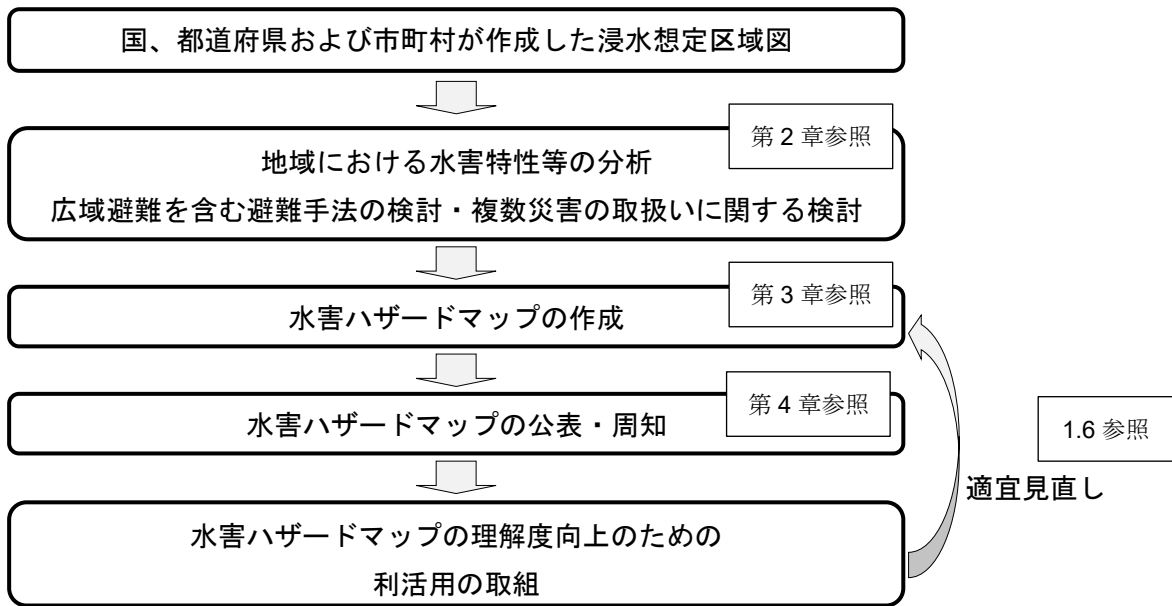 国、都道府県および市町村が作成した浸水想定区域図
第 2 章参照
地域における水害特性等の分析
広域避難を含む避難手法の検討・複数災害の取扱いに関する検討
第 3 章参照
水害ハザードマップの作成
第 4 章参照
水害ハザードマップの公表・周知
1.6 参照
適宜見直し
水害ハザードマップの理解度向上のための
利活用の取組